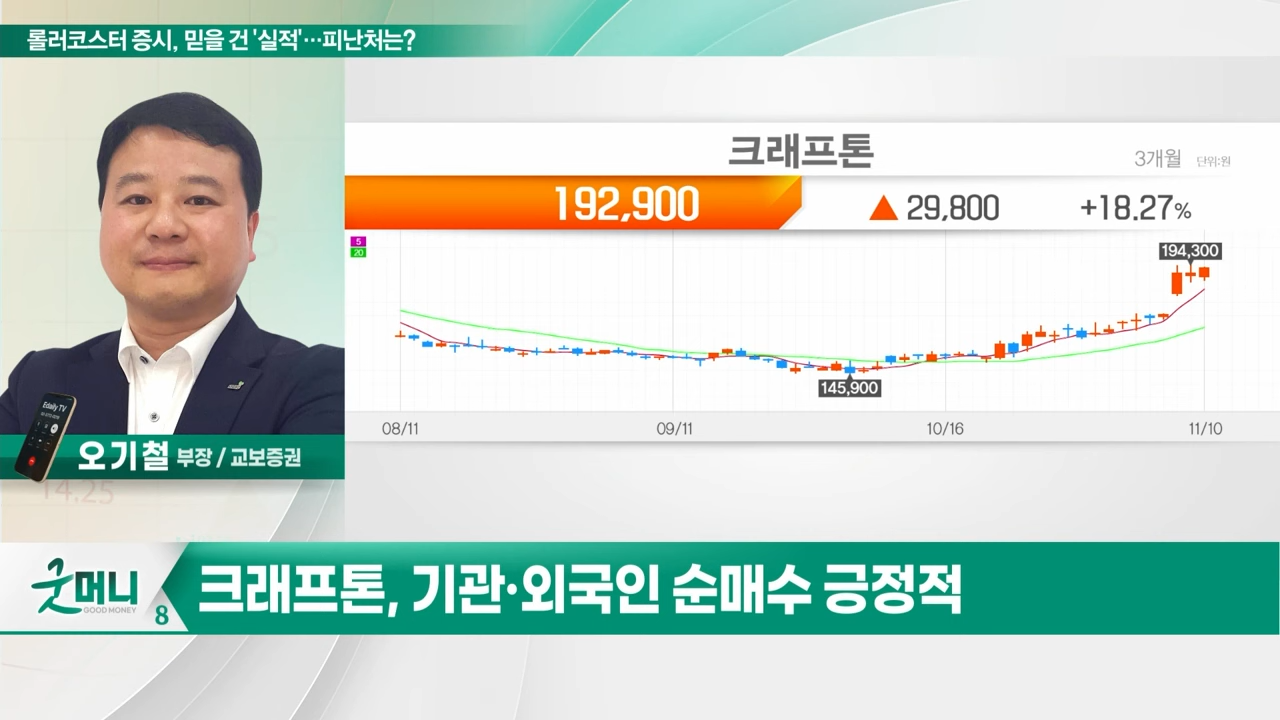 롤러코스터 증시, 믿을 건 '실적'…피난처는?
크래프톤
3개월 단위:원
192,900 ▲ 29,800 +18.27%
5
20
194,300
145,900
08/11 09/11 10/16 11/10
Edaily TV
오기철 부장 / 교보증권
14.25
굿머니
GOOD MONEY
8
크래프톤, 기관·외국인 순매수 긍정적